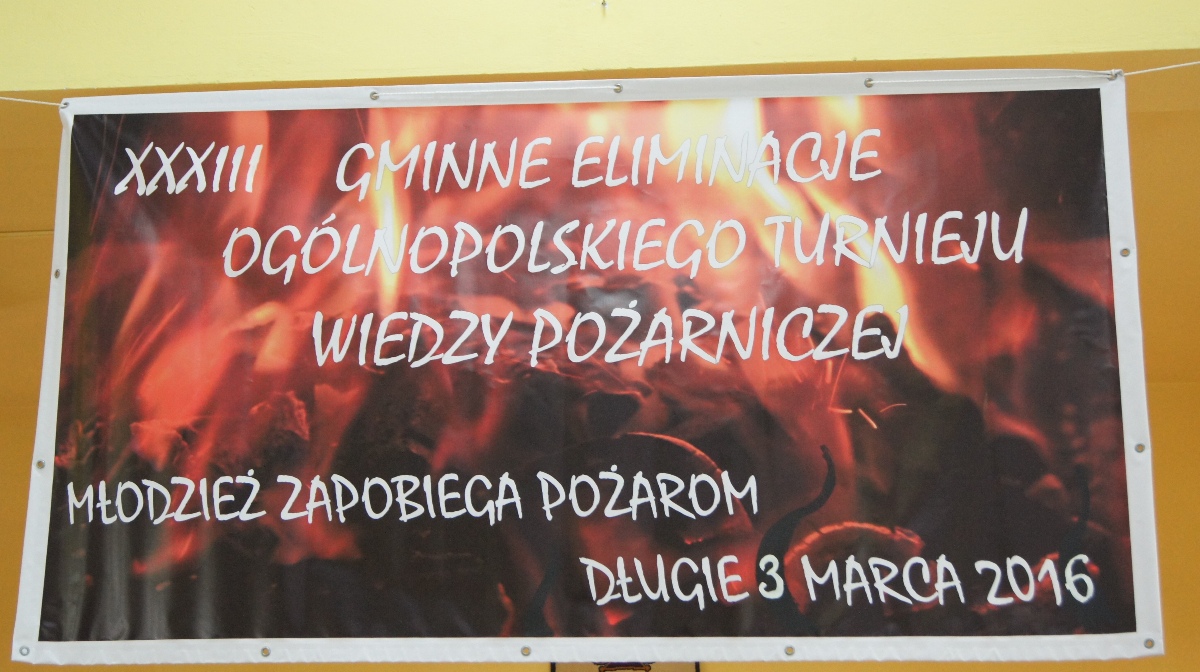 XXXIII GMINNE ELIMINACJE
OGÓLNOPOLSKIEGO TURNIEJU
WIEDZY POŻARNICZEJ
MŁODZIEŻ ZAPOBIEGA POŻAROM
DŁUGIE 3 MARCA 2016